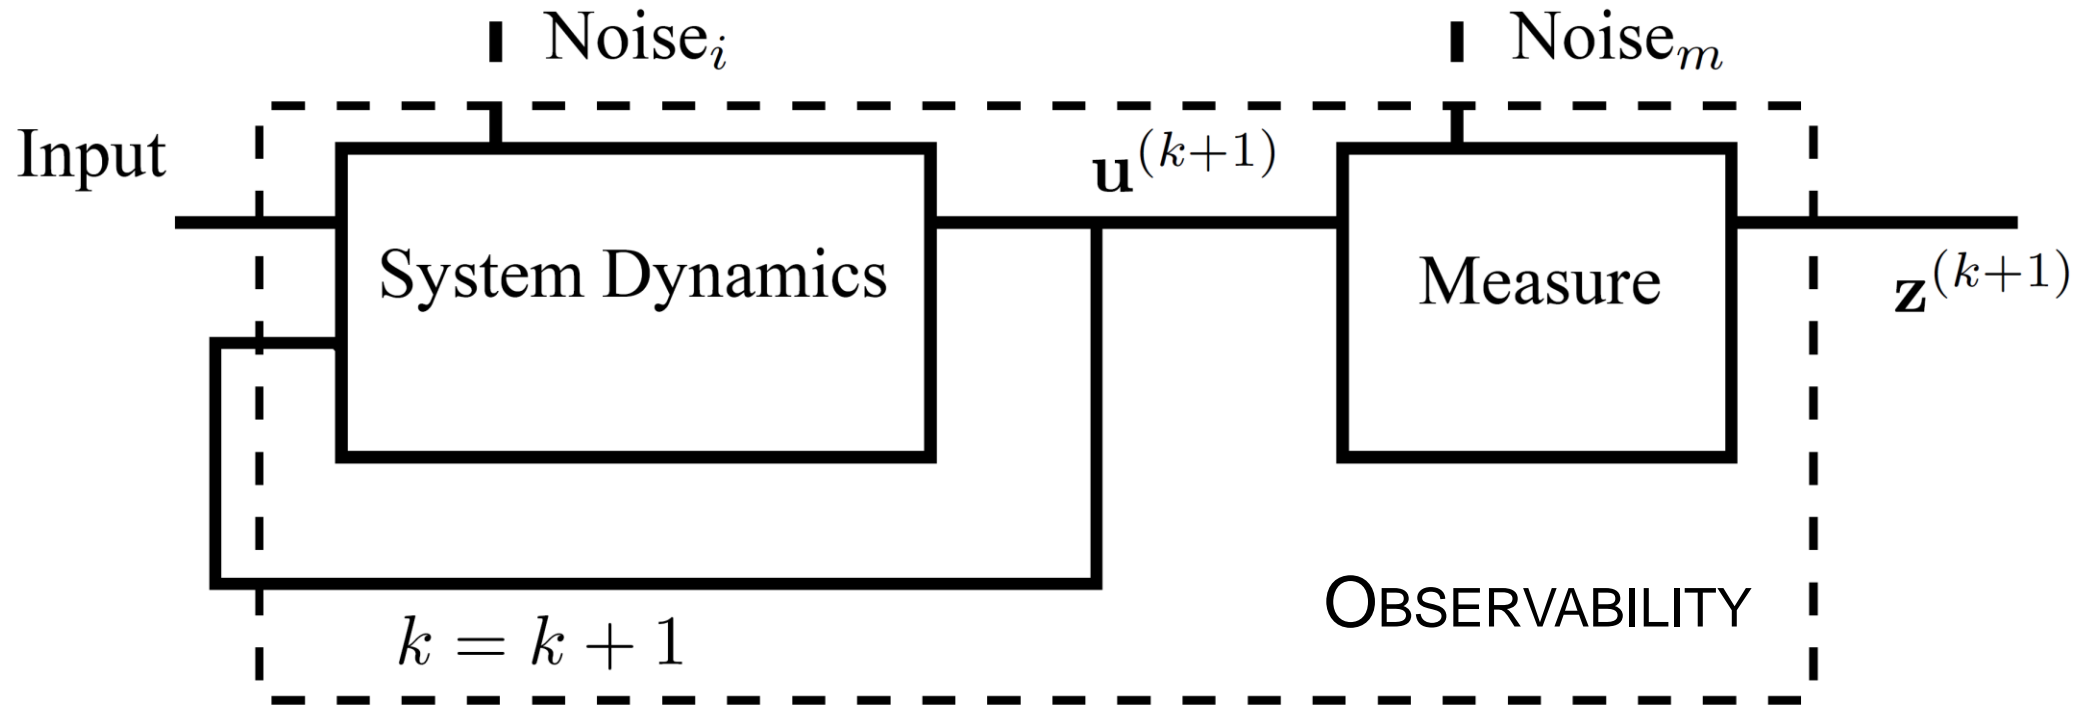 Noise_i
Noise_m
Input
u^(k+1)
System Dynamics
Measure
z^(k+1)
OBSERVABILITY
k = k + 1